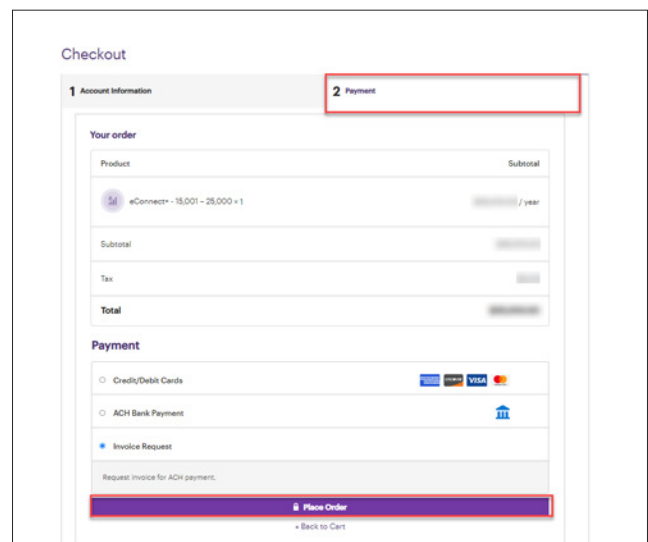 Checkout
1 Account Information
2 Payment
Your order
Product Subtotal
eConnect+ - 15,001 – 25,000 × 1 / year
Subtotal
Tax
Total
Payment
Credit/Debit Cards VISA
ACH Bank Payment
Invoice Request
Request invoice for ACH payment.
Place Order
« Back to Cart